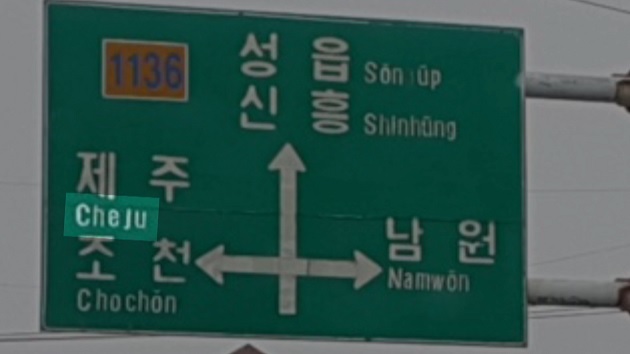 1136
성읍 Sŏn ŭp
신흥 Shinhŭng
제주
Cheju
조천
Chochŏn
남원
Namwŏn